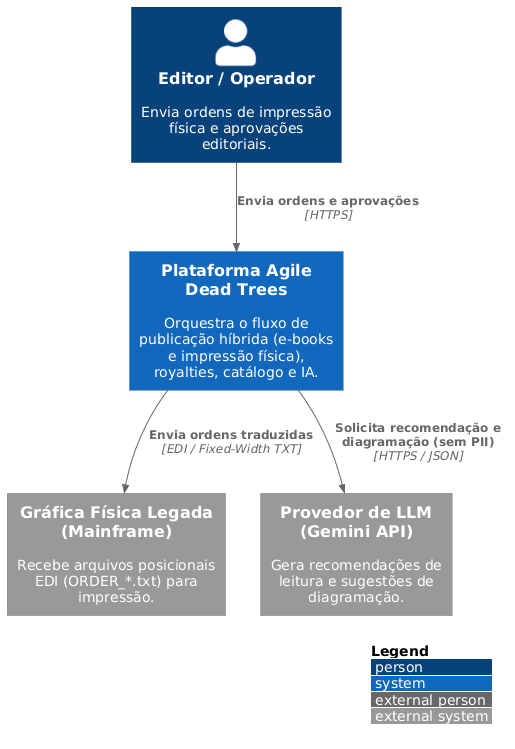 Editor / Operador
Envia ordens de impressão
física e aprovações
editoriais.
Envia ordens e aprovações
[HTTPS]
Plataforma Agile
Dead Trees
Orquestra o fluxo de
publicação híbrida (e-books
e impressão física),
royalties, catálogo e IA.
Envia ordens traduzidas
[EDI / Fixed-Width TXT]
Solicita recomendação e
diagramação (sem PII)
[HTTPS / JSON]
Gráfica Física Legada
(Mainframe)
Recebe arquivos posicionais
EDI (ORDER_*.txt) para
impressão.
Provedor de LLM
(Gemini API)
Gera recomendações de
leitura e sugestões de
diagramação.
Legend
person
system
external person
external system